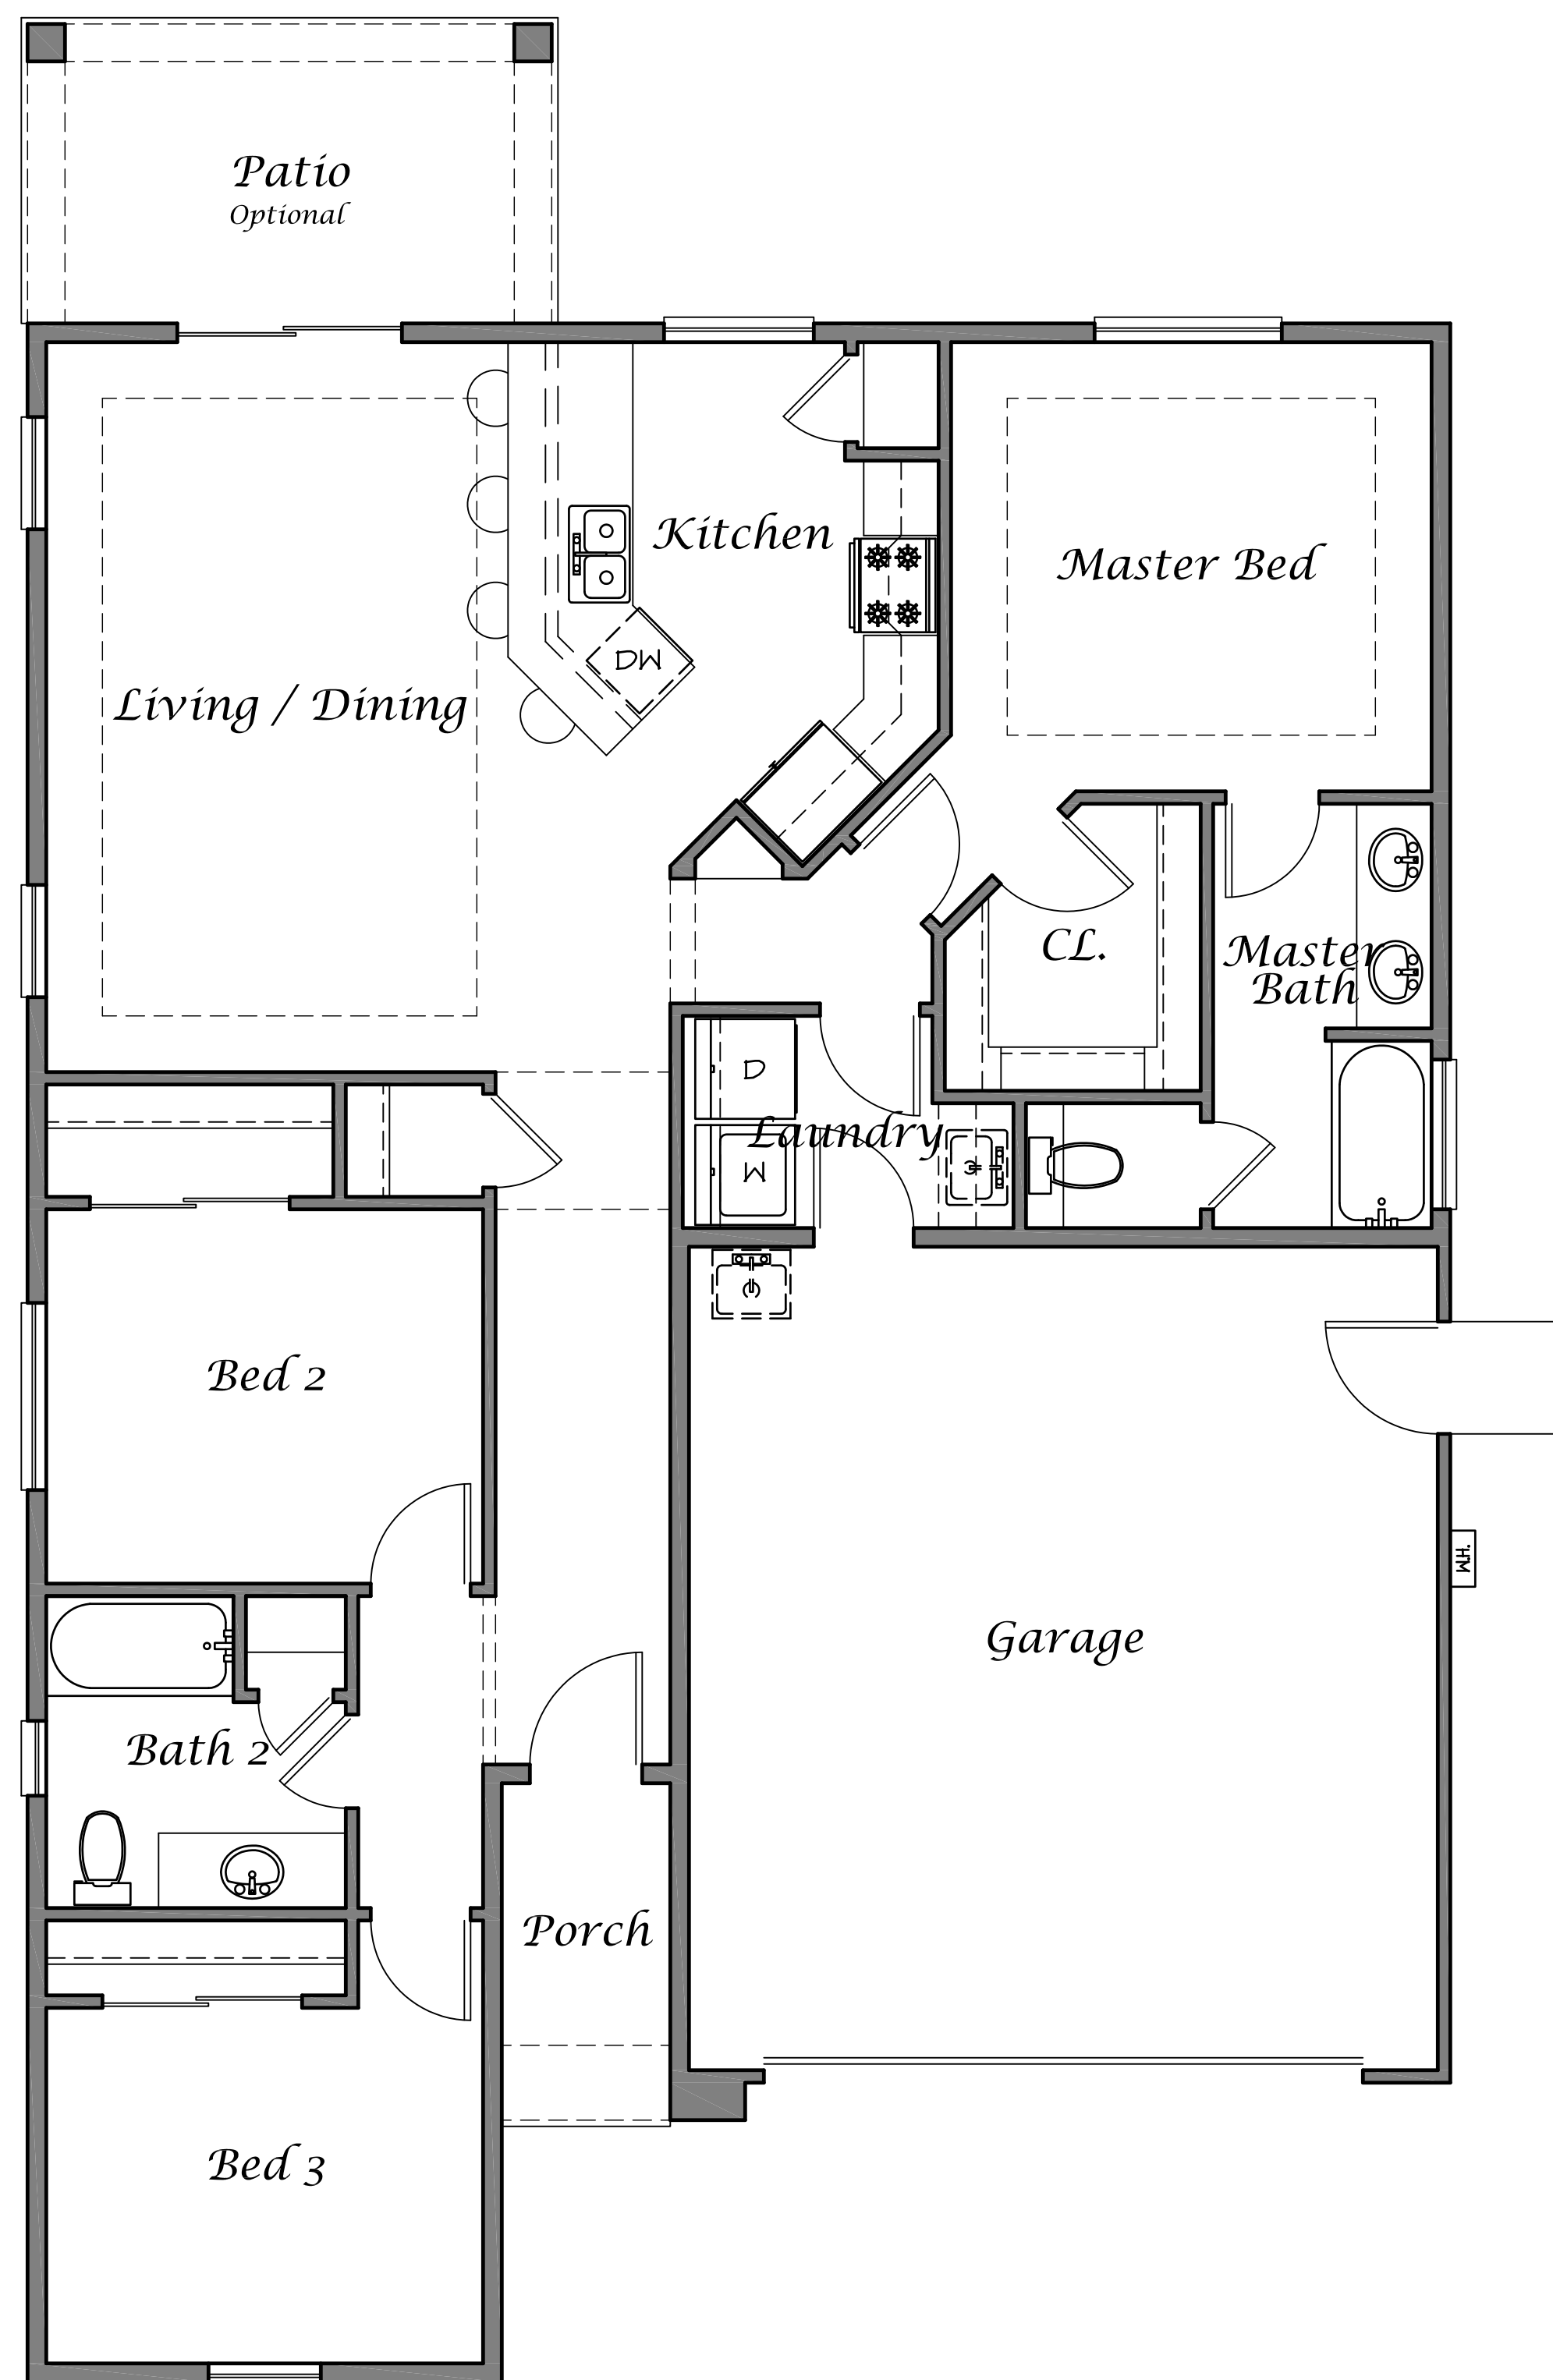 Patio
Optional
Kitchen
Master Bed
DW
Living / Dining
CL.
Master
Bath
D
Laundry
W
Bed 2
W.H.
Garage
Bath 2
Porch
Bed 3